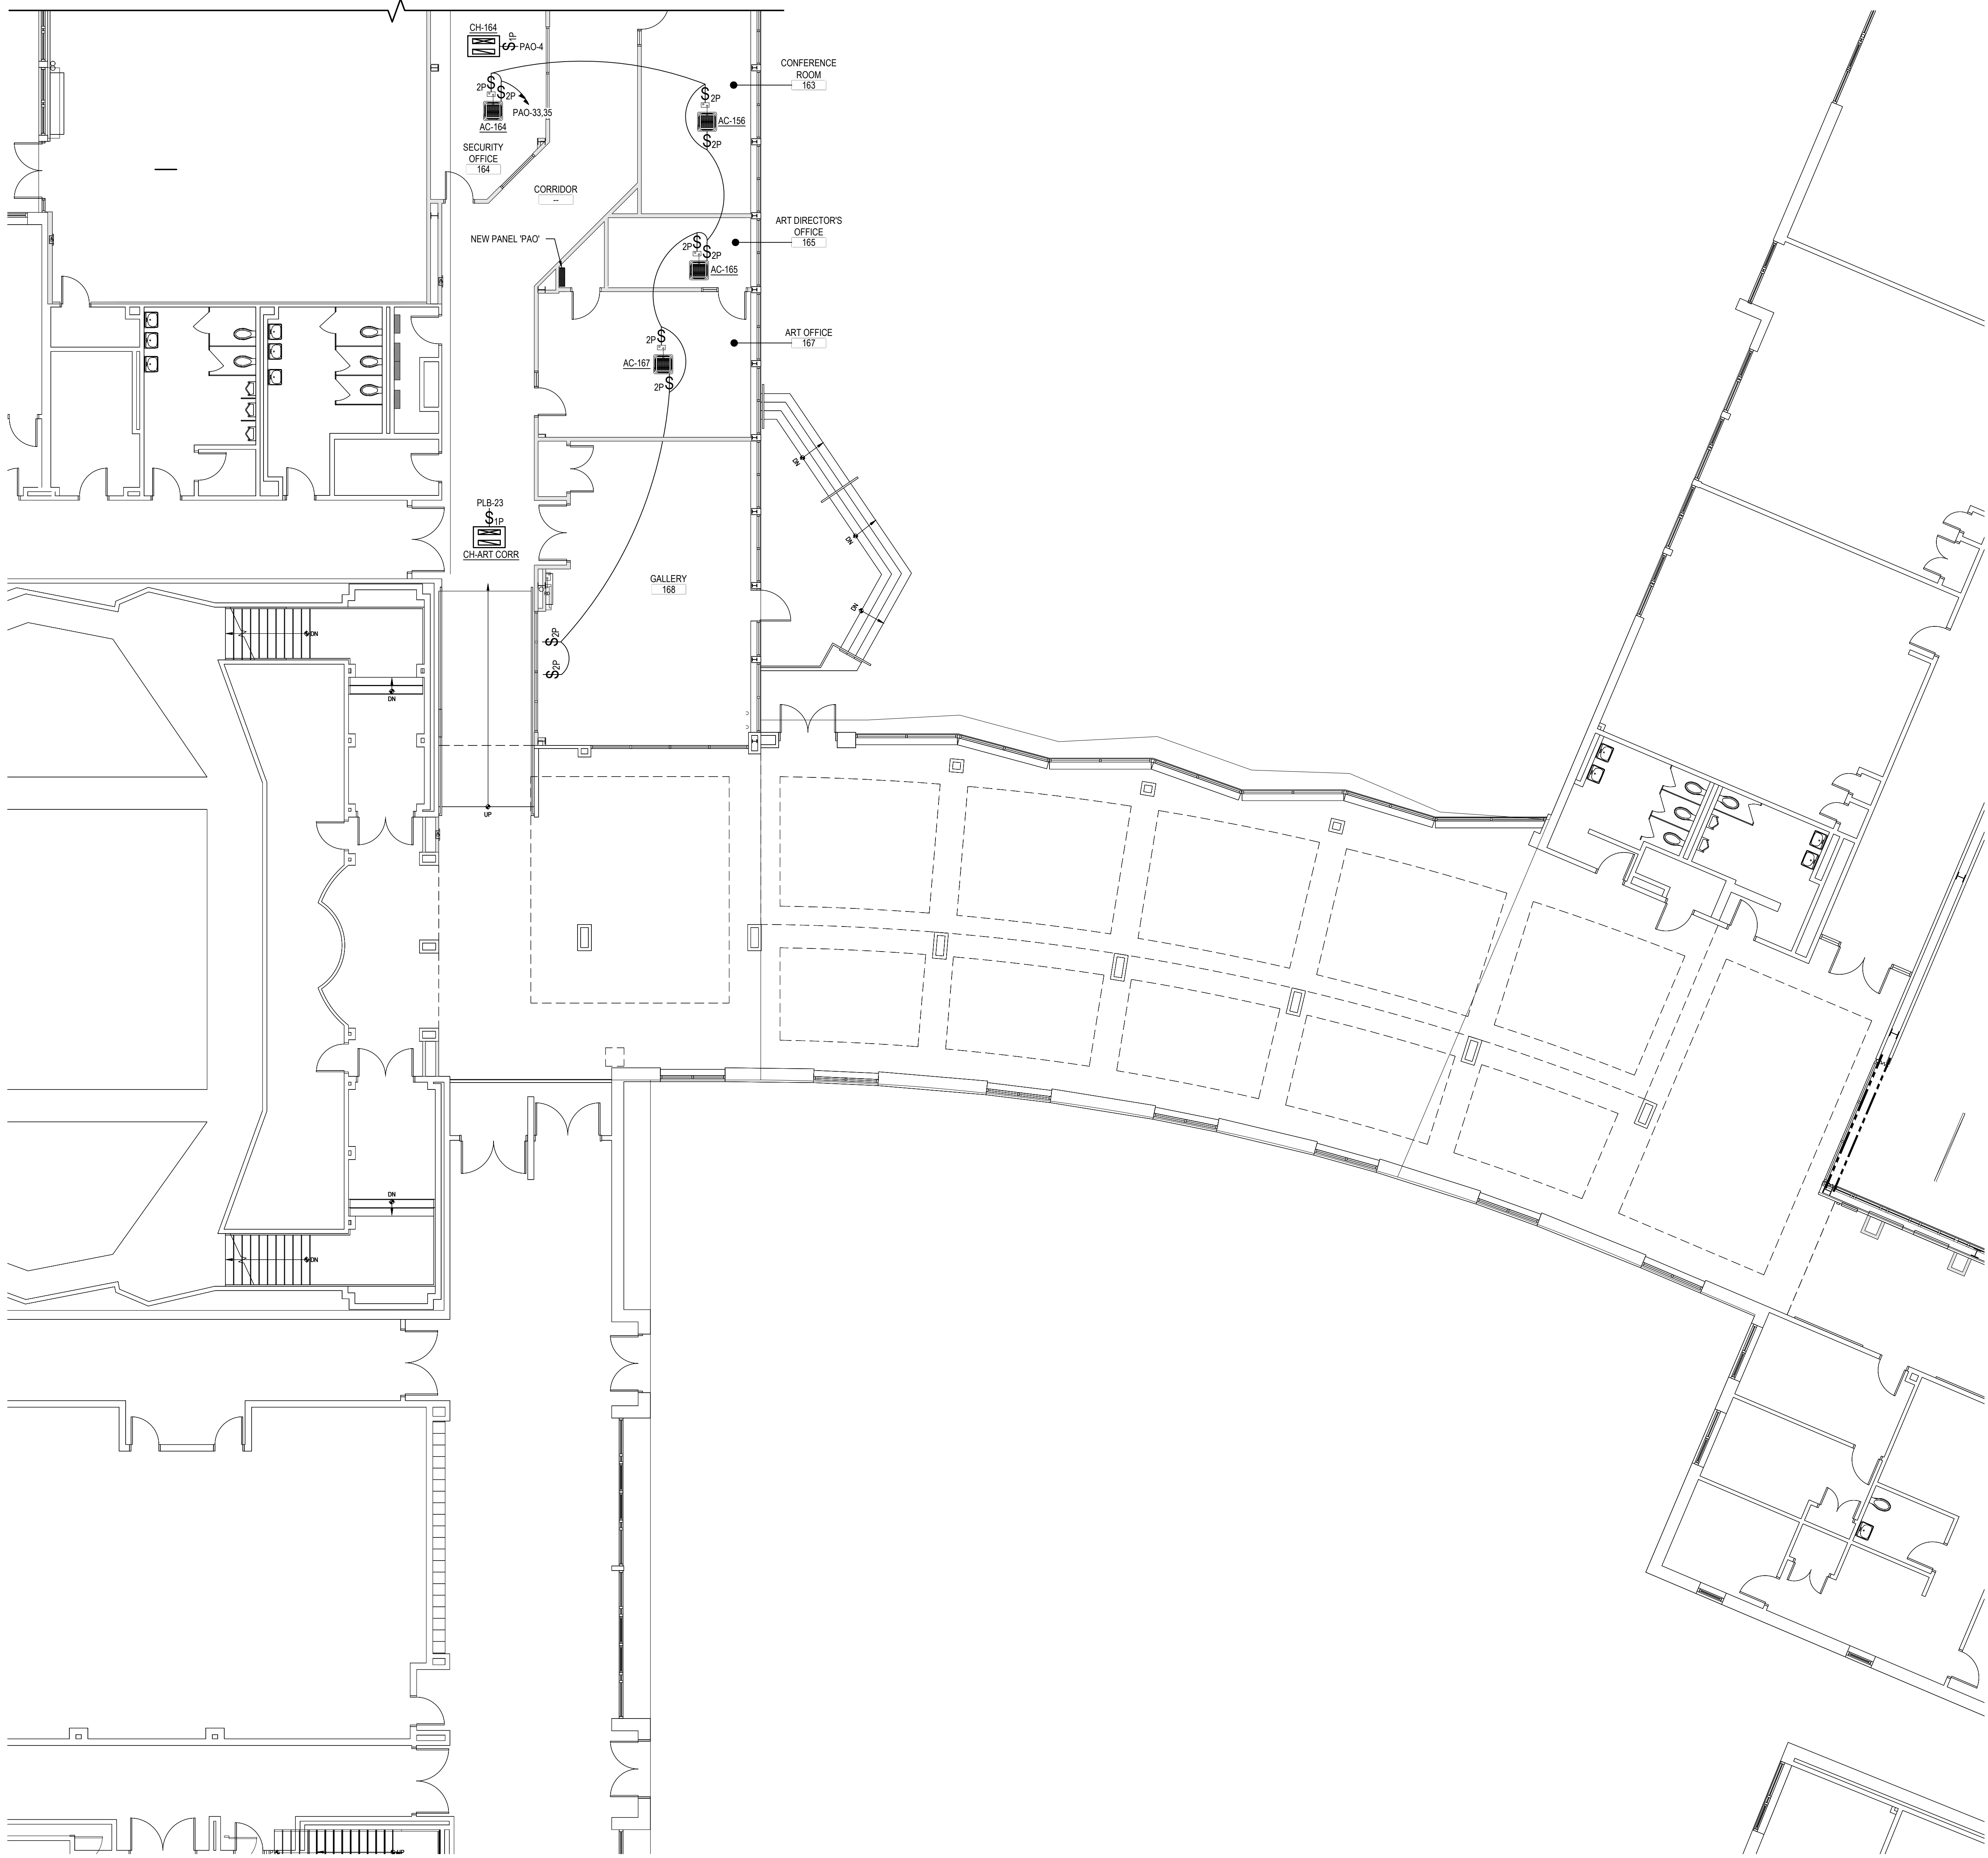 CH-164
$1P
PAO-4
2P$
$2P
PAO-33,35
AC-164
SECURITY
OFFICE
164
CORRIDOR
--
NEW PANEL 'PAO'
CONFERENCE
ROOM
163
$2P
AC-156
$2P
ART DIRECTOR'S
OFFICE
165
2P$
$2P
AC-165
ART OFFICE
167
2P$
AC-167
2P$
PLB-23
$1P
CH-ART CORR
GALLERY
168
$2P
$2P
DN
DN
DN
DN
DN
UP
DN
DN
UP